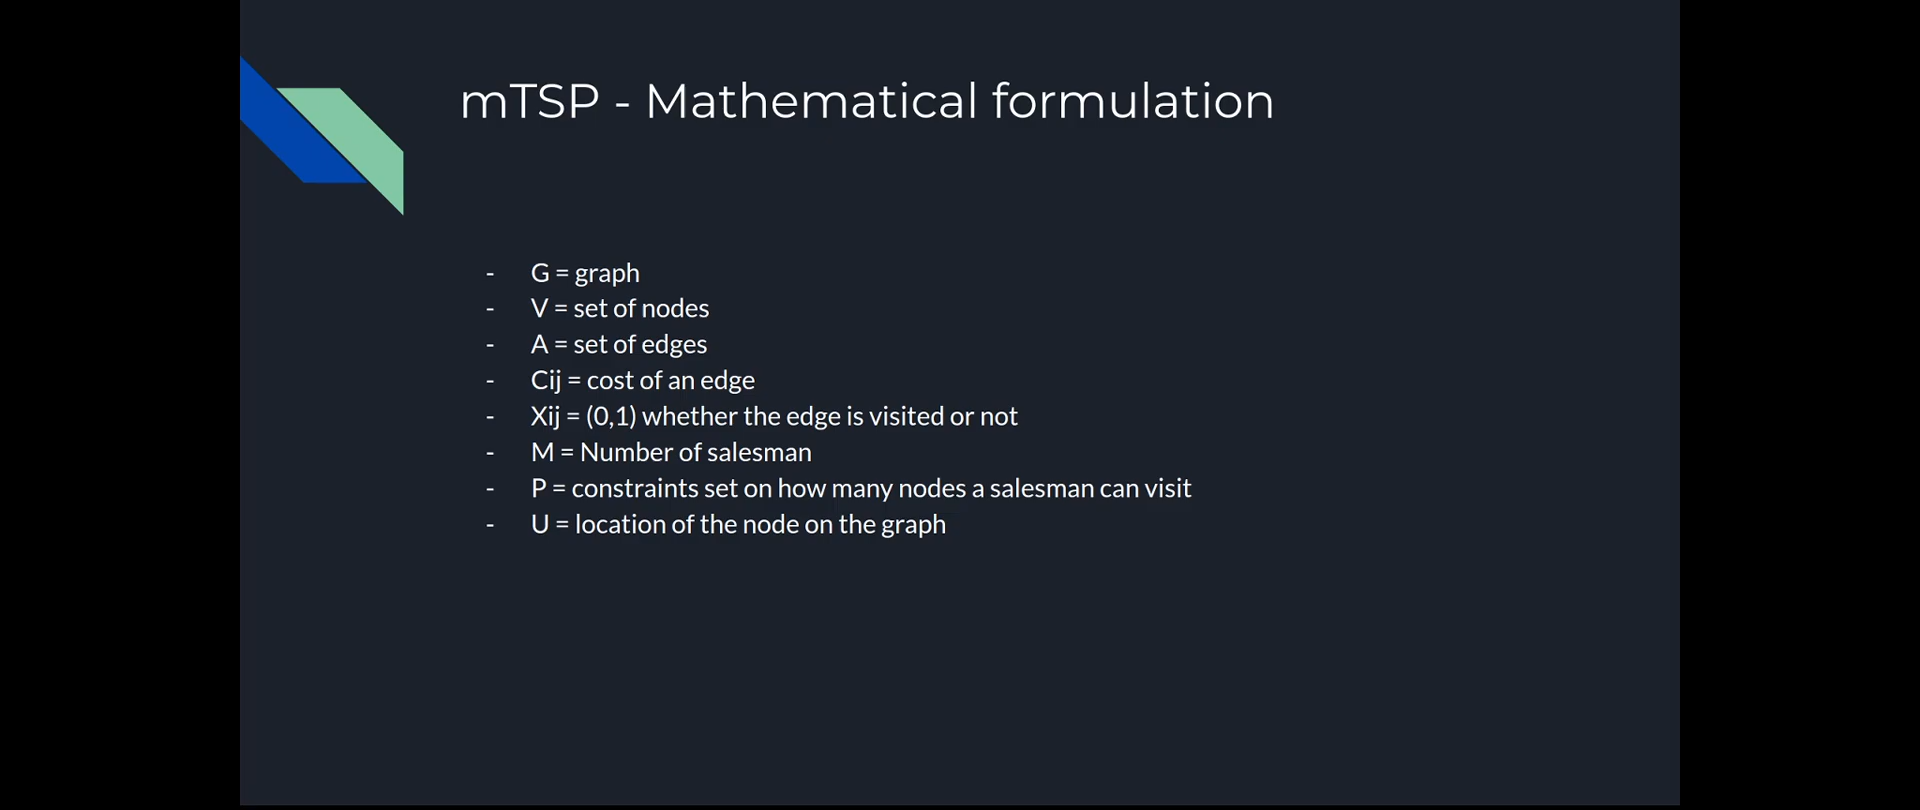 mTSP - Mathematical formulation
- G = graph
- V = set of nodes
- A = set of edges
- Cij = cost of an edge
- Xij = (0,1) whether the edge is visited or not
- M = Number of salesman
- P = constraints set on how many nodes a salesman can visit
- U = location of the node on the graph